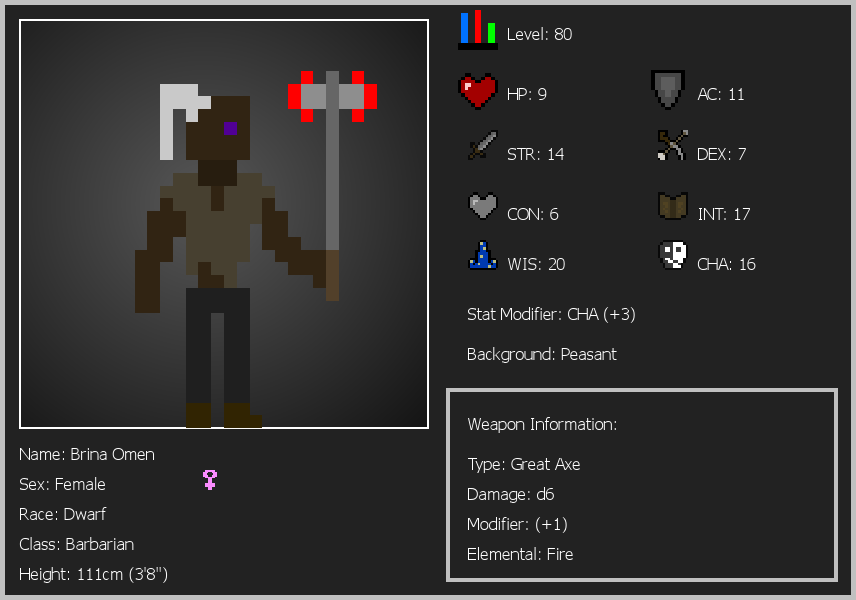 Level: 80
HP: 9
AC: 11
STR: 14
DEX: 7
CON: 6
INT: 17
WIS: 20
CHA: 16
Stat Modifier: CHA (+3)
Background: Peasant
Weapon Information:
Type: Great Axe
Damage: d6
Modifier: (+1)
Elemental: Fire
Name: Brina Omen
Sex: Female
Race: Dwarf
Class: Barbarian
Height: 111cm (3'8")